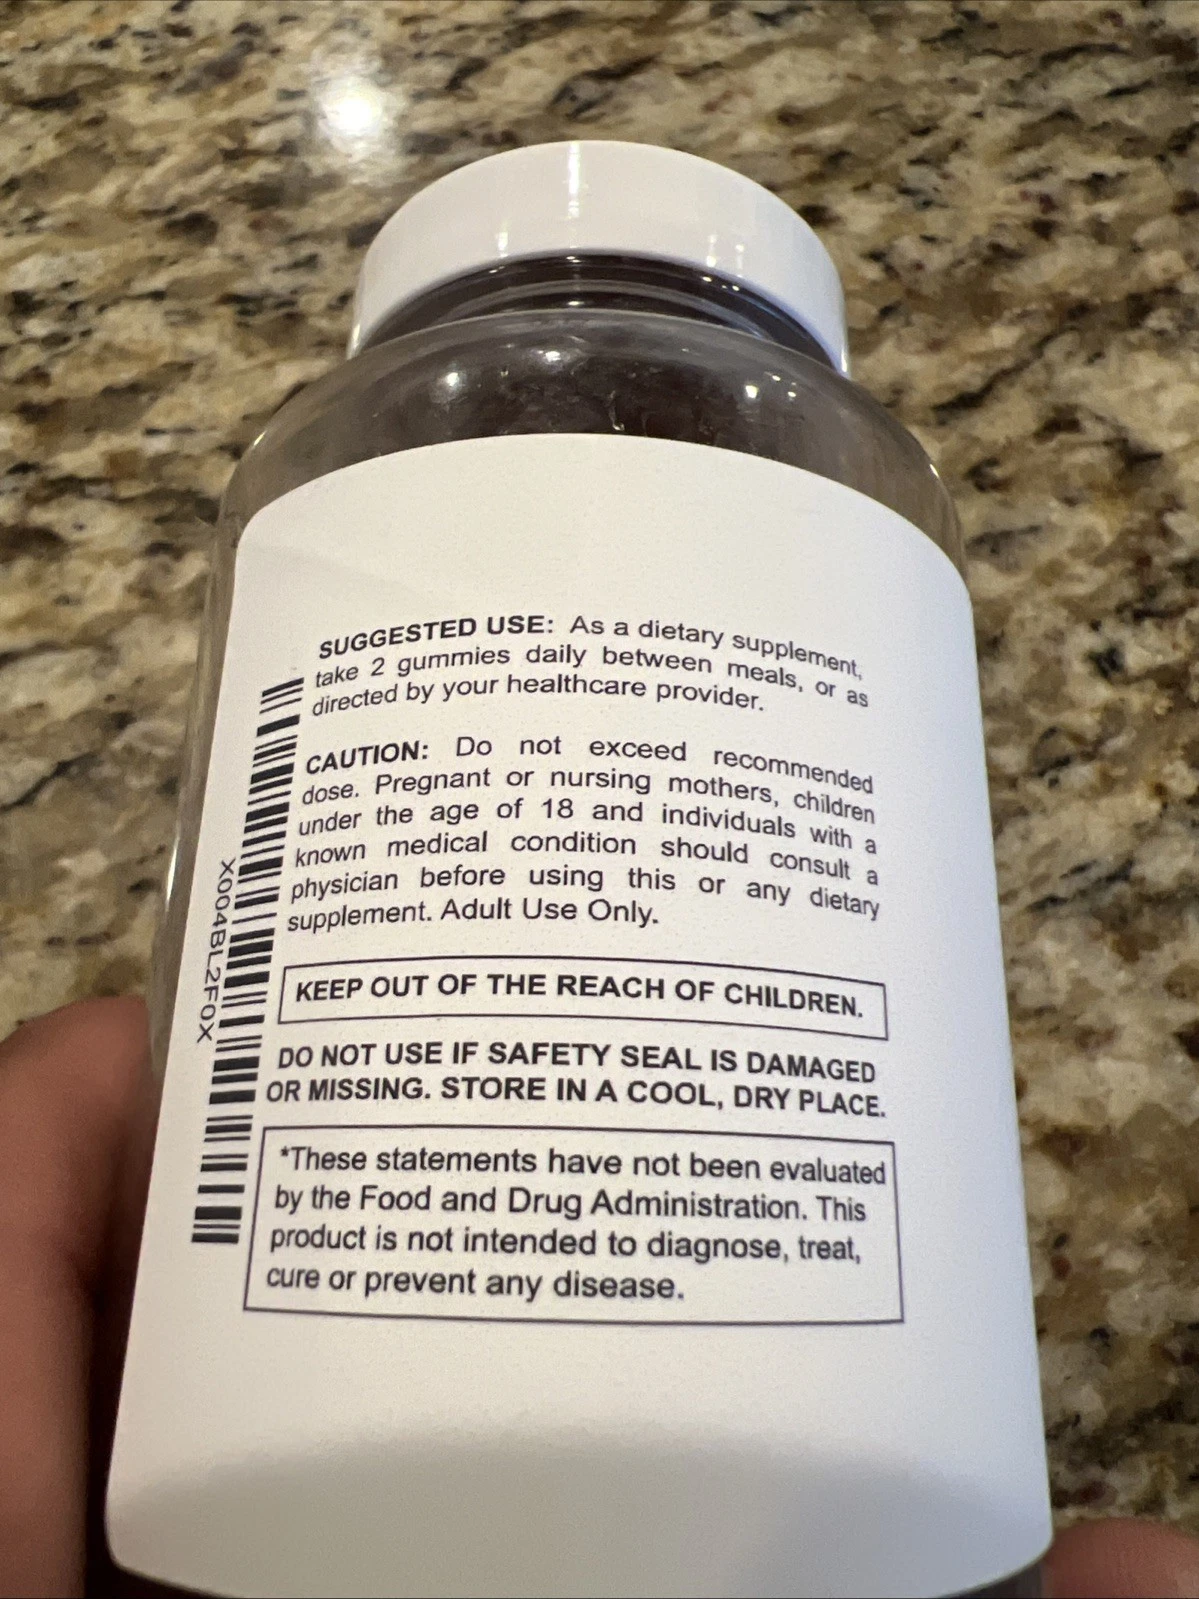 SUGGESTED USE: As a dietary supplement,
take 2 gummies daily between meals, or as
directed by your healthcare provider.
CAUTION: Do not exceed recommended
dose. Pregnant or nursing mothers, children
under the age of 18 and individuals with a
known medical condition should consult a
physician before using this or any dietary
supplement. Adult Use Only.
KEEP OUT OF THE REACH OF CHILDREN.
DO NOT USE IF SAFETY SEAL IS DAMAGED
OR MISSING. STORE IN A COOL, DRY PLACE.
*These statements have not been evaluated
by the Food and Drug Administration. This
product is not intended to diagnose, treat,
cure or prevent any disease.
X004BL2F0X